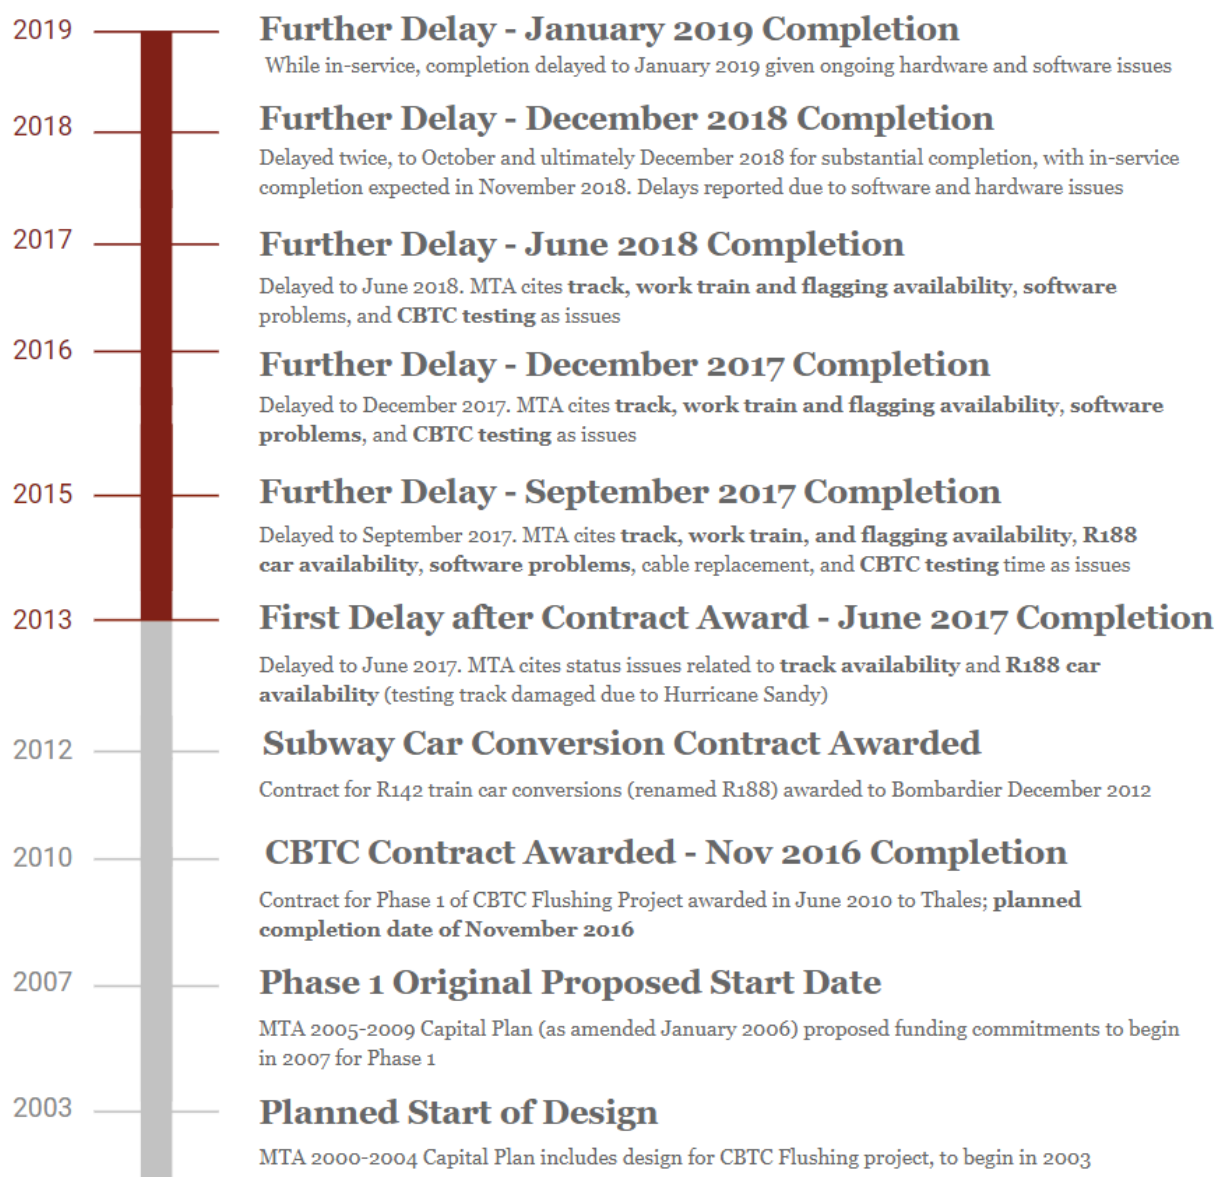 2019
Further Delay - January 2019 Completion
While in-service, completion delayed to January 2019 given ongoing hardware and software issues
2018
Further Delay - December 2018 Completion
Delayed twice, to October and ultimately December 2018 for substantial completion, with in-service
completion expected in November 2018. Delays reported due to software and hardware issues
2017
Further Delay - June 2018 Completion
Delayed to June 2018. MTA cites track, work train and flagging availability, software
problems, and CBTC testing as issues
2016
Further Delay - December 2017 Completion
Delayed to December 2017. MTA cites track, work train and flagging availability, software
problems, and CBTC testing as issues
2015
Further Delay - September 2017 Completion
Delayed to September 2017. MTA cites track, work train, and flagging availability, R188
car availability, software problems, cable replacement, and CBTC testing time as issues
2013
First Delay after Contract Award - June 2017 Completion
Delayed to June 2017. MTA cites status issues related to track availability and R188 car
availability (testing track damaged due to Hurricane Sandy)
2012
Subway Car Conversion Contract Awarded
Contract for R142 train car conversions (renamed R188) awarded to Bombardier December 2012
2010
CBTC Contract Awarded - Nov 2016 Completion
Contract for Phase 1 of CBTC Flushing Project awarded in June 2010 to Thales; planned
completion date of November 2016
2007
Phase 1 Original Proposed Start Date
MTA 2005-2009 Capital Plan (as amended January 2006) proposed funding commitments to begin
in 2007 for Phase 1
2003
Planned Start of Design
MTA 2000-2004 Capital Plan includes design for CBTC Flushing project, to begin in 2003